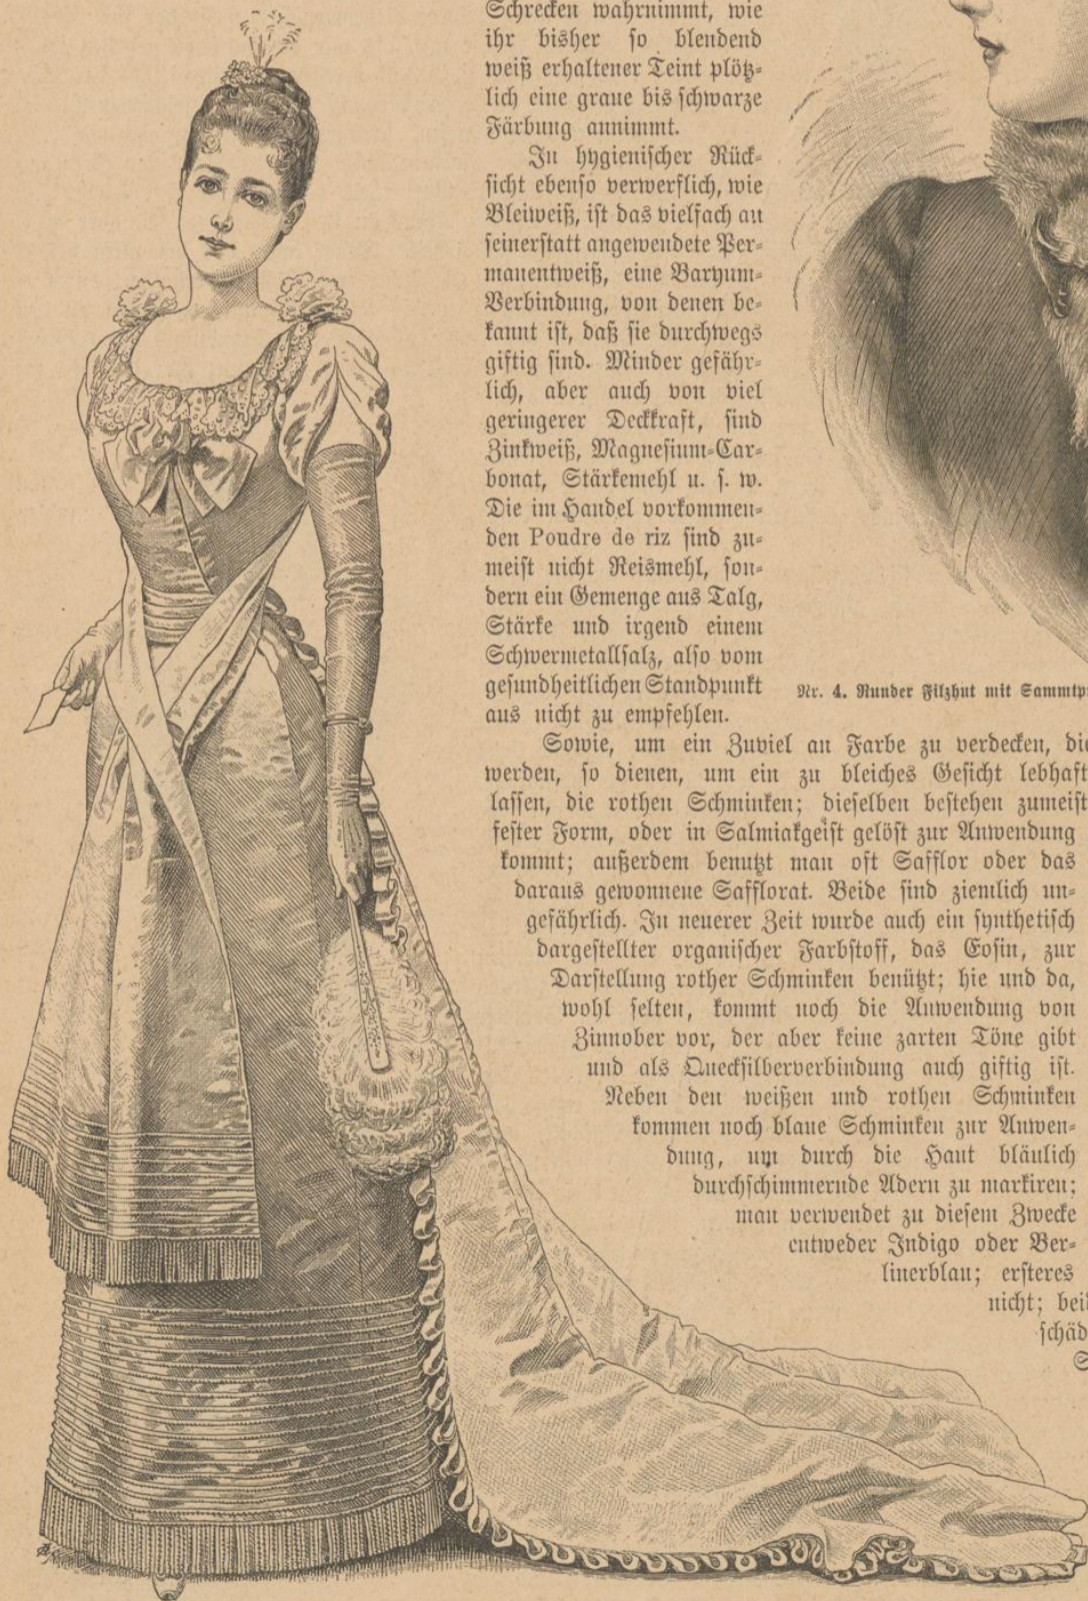 Schrecken wahrnimmt, wie
ihr bisher so blendend
weiß erhaltener Teint plötz-
lich eine graue bis schwarze
Färbung annimmt.
In hygienischer Rück-
sicht ebenso verwerflich, wie
Bleiweiß, ist das vielfach an
seinerstatt angewendete Per-
manentweiß, eine Baryum-
Verbindung, von denen be-
kannt ist, daß sie durchwegs
giftig sind. Minder gefähr-
lich, aber auch von viel
geringerer Deckkraft, sind
Zinkweiß, Magnesium-Car-
bonat, Stärkemehl u. s. w.
Die im Handel vorkommen-
den Poudre de riz sind zu-
meist nicht Reismehl, son-
dern ein Gemenge aus Talg,
Stärke und irgend einem
Schwermetallsalz, also vom
gesundheitlichen Standpunkt
aus nicht zu empfehlen.
Nr. 4. Runder Filzhut mit Sammtp
Sowie, um ein Zuviel an Farbe zu verdecken, die
werden, so dienen, um ein zu bleiches Gesicht lebhaft
lassen, die rothen Schminken; dieselben bestehen zumeist
fester Form, oder in Salmiakgeist gelöst zur Anwendung
kommt; außerdem benutzt man oft Safflor oder das
daraus gewonnene Safflorat. Beide sind ziemlich un-
gefährlich. In neuerer Zeit wurde auch ein synthetisch
dargestellter organischer Farbstoff, das Eosin, zur
Darstellung rother Schminken benützt; hie und da,
wohl selten, kommt noch die Anwendung von
Zinnober vor, der aber keine zarten Töne gibt
und als Quecksilberverbindung auch giftig ist.
Neben den weißen und rothen Schminken
kommen noch blaue Schminken zur Anwen-
dung, um durch die Haut bläulich
durchschimmernde Adern zu markiren;
man verwendet zu diesem Zwecke
entweder Indigo oder Ber-
linerblau; ersteres
nicht; bei
schäd